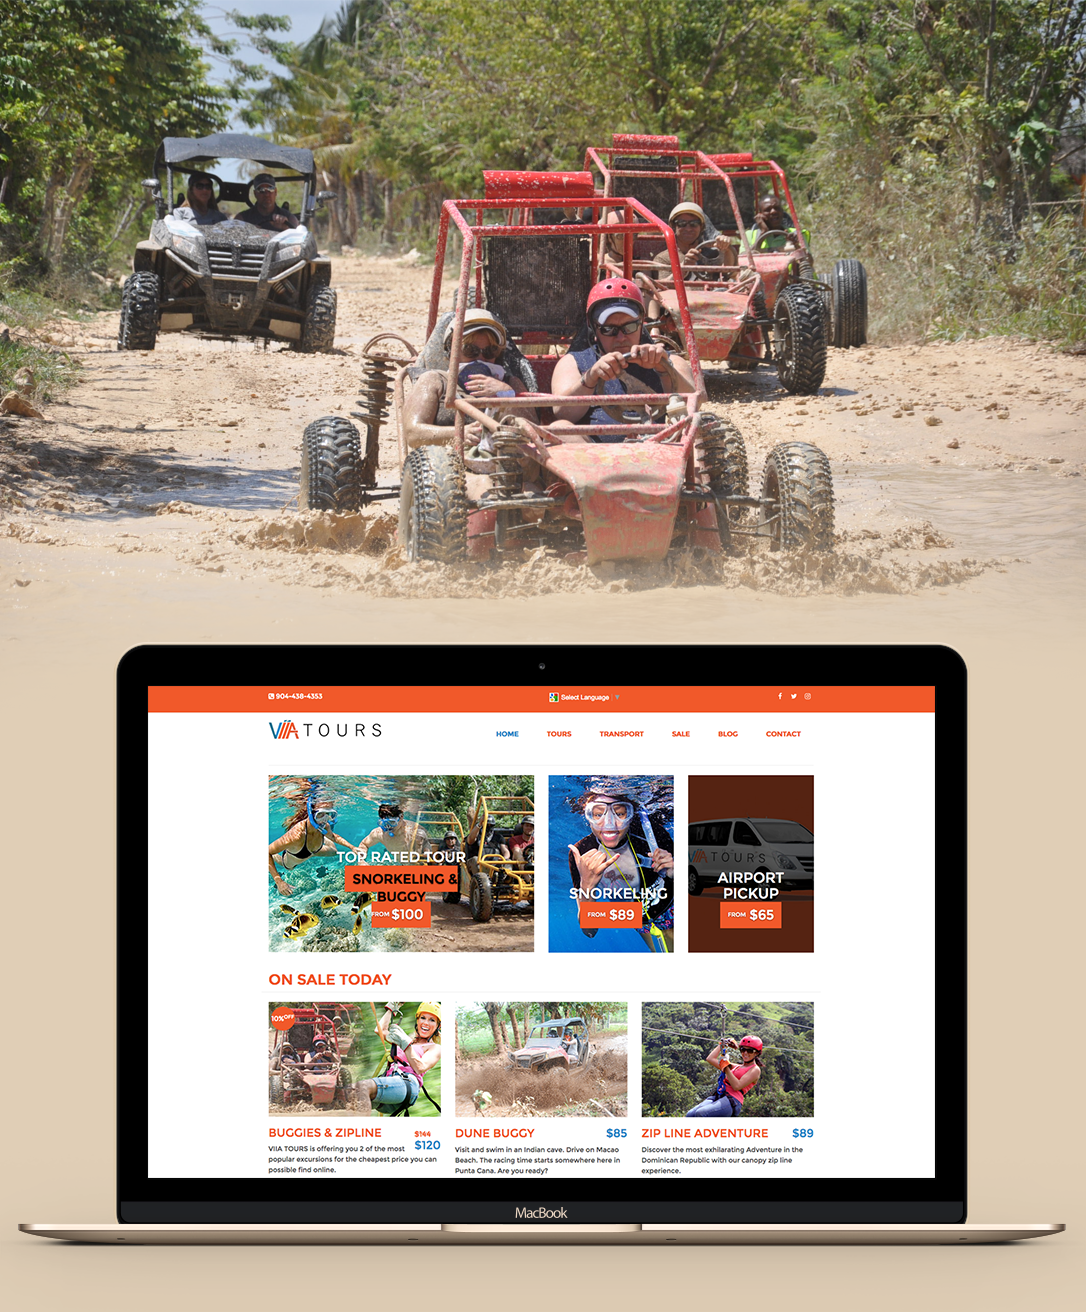 904-438-4353
Select Language
VIIA TOURS
HOME TOURS TRANSPORT SALE BLOG CONTACT
TOP RATED TOUR
SNORKELING &
BUGGY
FROM $100
SNORKELING
FROM $89
VIIA TOURS
AIRPORT
PICKUP
FROM $65
ON SALE TODAY
10% OFF
BUGGIES & ZIPLINE
$144
$120
VIIA TOURS is offering you 2 of the most
popular excursions for the cheapest price you can
possible find online.
DUNE BUGGY $85
Visit and swim in an Indian cave. Drive on Macao
Beach. The racing time starts somewhere here in
Punta Cana. Are you ready?
ZIP LINE ADVENTURE $89
Discover the most exhilarating Adventure in the
Dominican Republic with our canopy zip line
experience.
MacBook